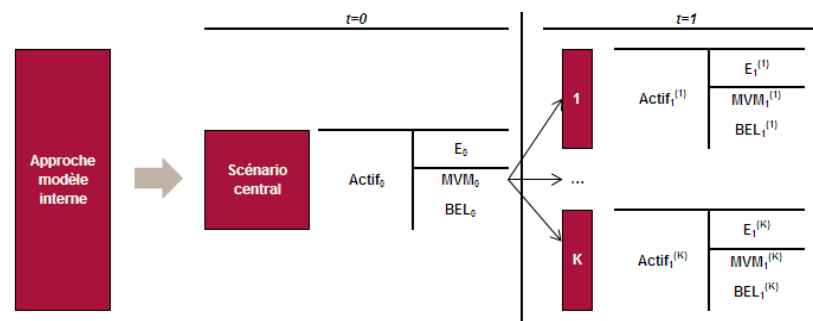 t=0
t=1
Approche
modèle
interne
Scénario
central
Actif₀
E₀
MVM₀
BEL₀
1
Actif₁⁽¹⁾
E₁⁽¹⁾
MVM₁⁽¹⁾
BEL₁⁽¹⁾
...
K
Actif₁⁽ᴷ⁾
E₁⁽ᴷ⁾
MVM₁⁽ᴷ⁾
BEL₁⁽ᴷ⁾